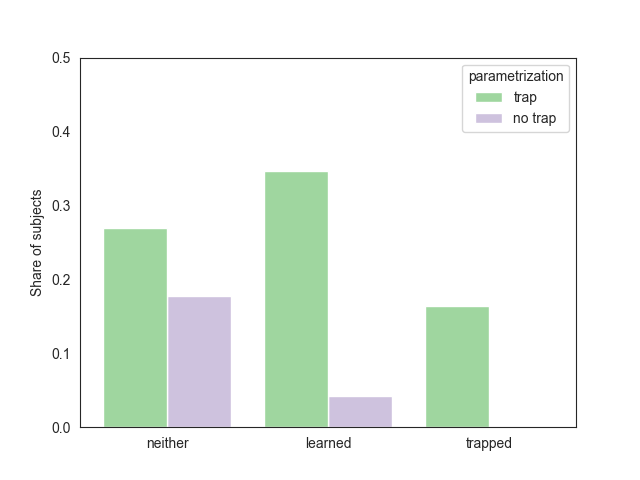 0.5
0.4
0.3
0.2
0.1
0.0
Share of subjects
parametrization
trap
no trap
neither
learned
trapped